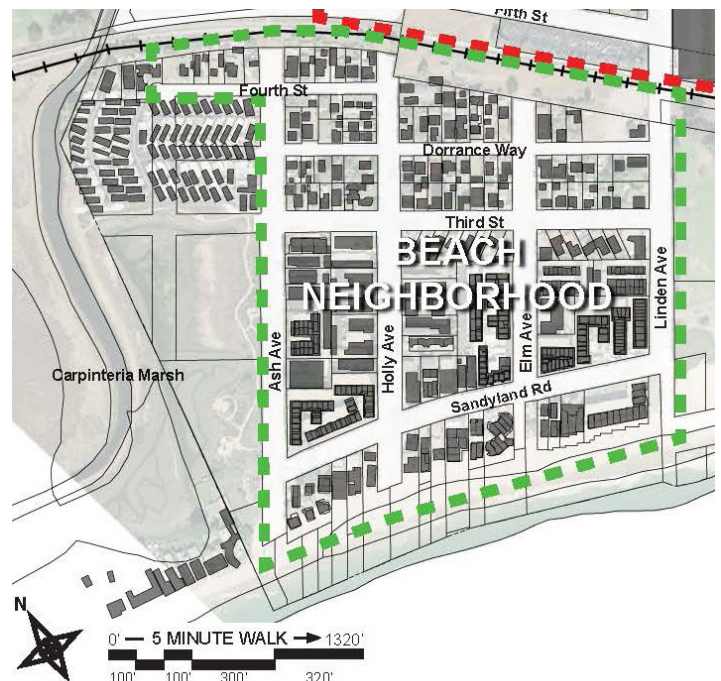 Fifth St
Fourth St
Dorrance Way
Third St
BEACH
NEIGHBORHOOD
Ash Ave
Holly Ave
Elm Ave
Linden Ave
Carpinteria Marsh
Sandyland Rd
N
0' — 5 MINUTE WALK → 1320'
100' 100' 300' 320'